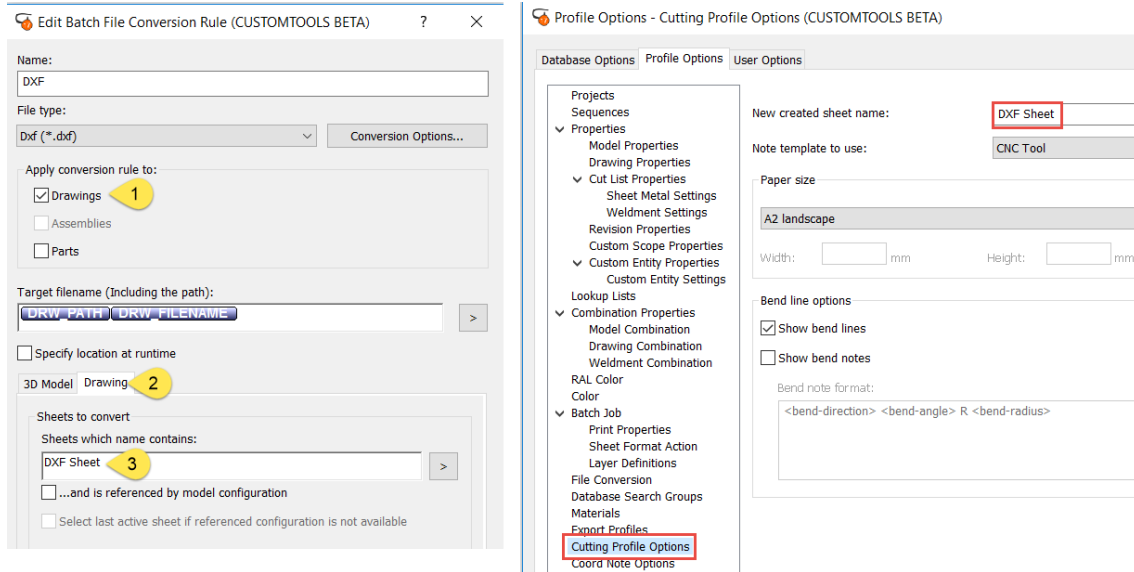 Edit Batch File Conversion Rule (CUSTOMTOOLS BETA) ? ×
Name:
DXF
File type:
Dxf (*.dxf)
Conversion Options...
Apply conversion rule to:
Drawings
1
Assemblies
Parts
Target filename (Including the path):
DRW_PATH DRW_FILENAME
>
Specify location at runtime
3D Model Drawing
2
Sheets to convert
Sheets which name contains:
DXF Sheet
3
>
...and is referenced by model configuration
Select last active sheet if referenced configuration is not available
Profile Options - Cutting Profile Options (CUSTOMTOOLS BETA)
Database Options Profile Options User Options
Projects
Sequences
Properties
Model Properties
Drawing Properties
Cut List Properties
Sheet Metal Settings
Weldment Settings
Revision Properties
Custom Scope Properties
Custom Entity Properties
Custom Entity Settings
Lookup Lists
Combination Properties
Model Combination
Drawing Combination
Weldment Combination
RAL Color
Color
Batch Job
Print Properties
Sheet Format Action
Layer Definitions
File Conversion
Database Search Groups
Materials
Export Profiles
Cutting Profile Options
Coord Note Options
New created sheet name:
DXF Sheet
Note template to use:
CNC Tool
Paper size
A2 landscape
Width: mm Height: mm
Bend line options
Show bend lines
Show bend notes
Bend note format:
<bend-direction> <bend-angle> R <bend-radius>